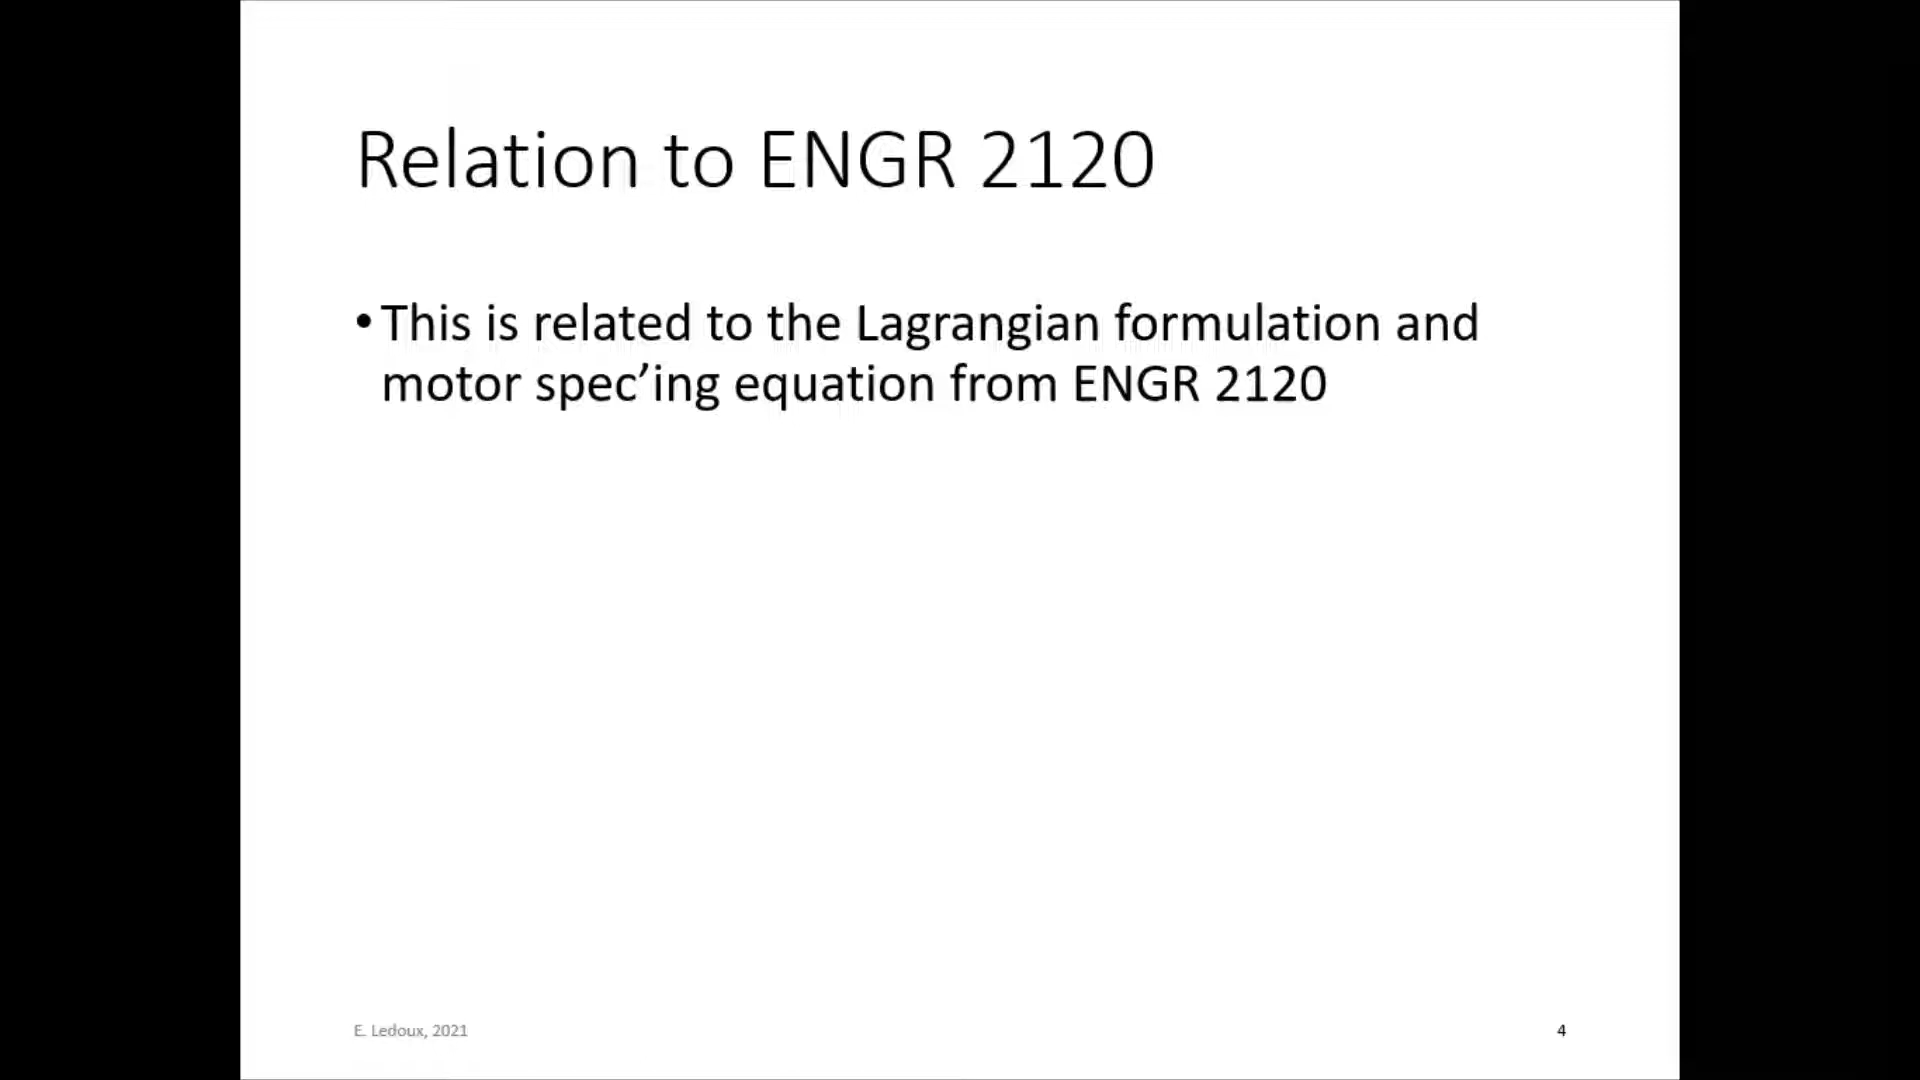 Relation to ENGR 2120
• This is related to the Lagrangian formulation and
motor spec’ing equation from ENGR 2120
E. Ledoux, 2021
4